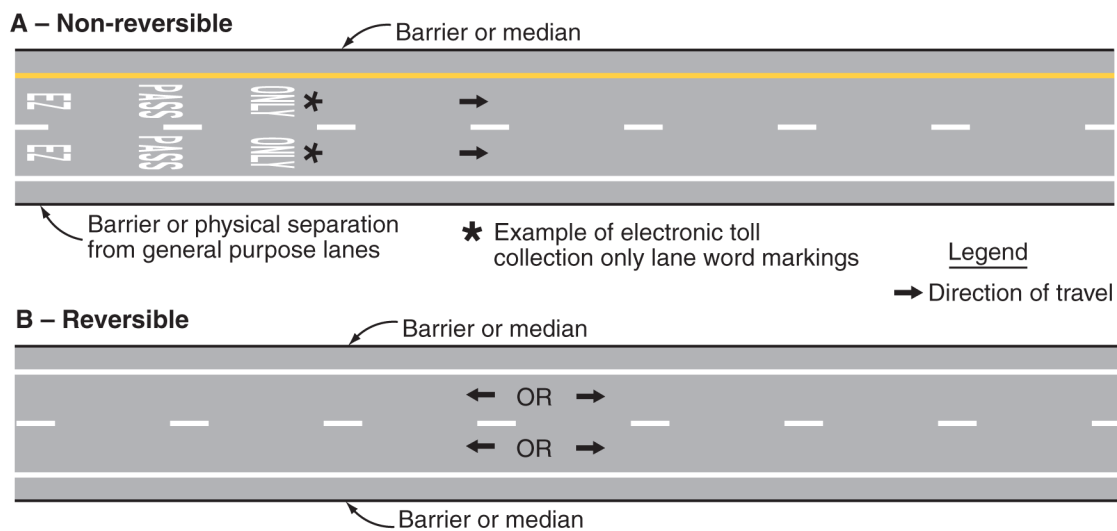 A – Non-reversible
Barrier or median
EZ PASS ONLY *
EZ PASS ONLY *
Barrier or physical separation
from general purpose lanes
* Example of electronic toll
collection only lane word markings
Legend
Direction of travel
B – Reversible
Barrier or median
OR
OR
Barrier or median